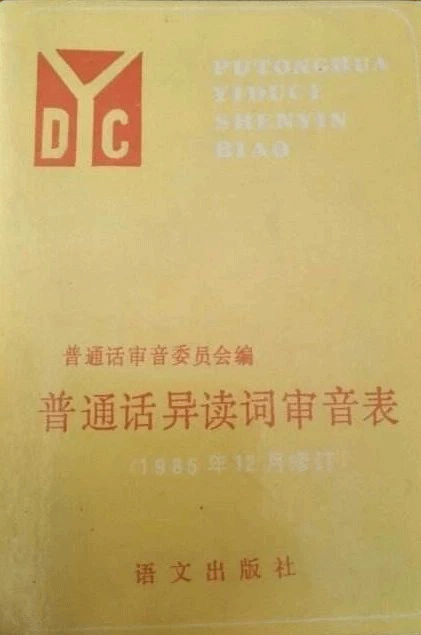 DYC
PUTONGHUA
YIDUCI
SHENYIN
BIAO
普通话审音委员会编
普通话异读词审音表
(1985年12月修订)
语文出版社